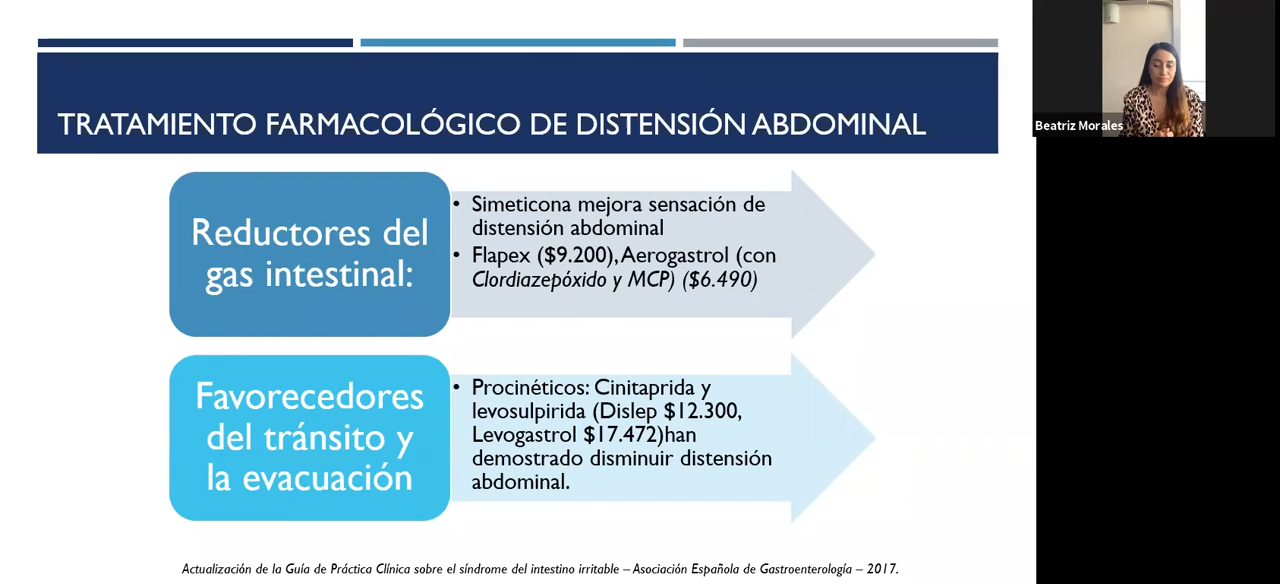 TRATAMIENTO FARMACOLÓGICO DE DISTENSIÓN ABDOMINAL
Reductores del
gas intestinal:
• Simeticona mejora sensación de
distensión abdominal
• Flapex ($9.200), Aerogastrol (con
Clordiazepóxido y MCP) ($6.490)
Favorecedores
del tránsito y
la evacuación
• Procinéticos: Cinitaprida y
levosulpirida (Dislep $12.300,
Levogastrol $17.472)han
demostrado disminuir distensión
abdominal.
Actualización de la Guía de Práctica Clínica sobre el síndrome del intestino irritable – Asociación Española de Gastroenterología – 2017.
Beatriz Morales